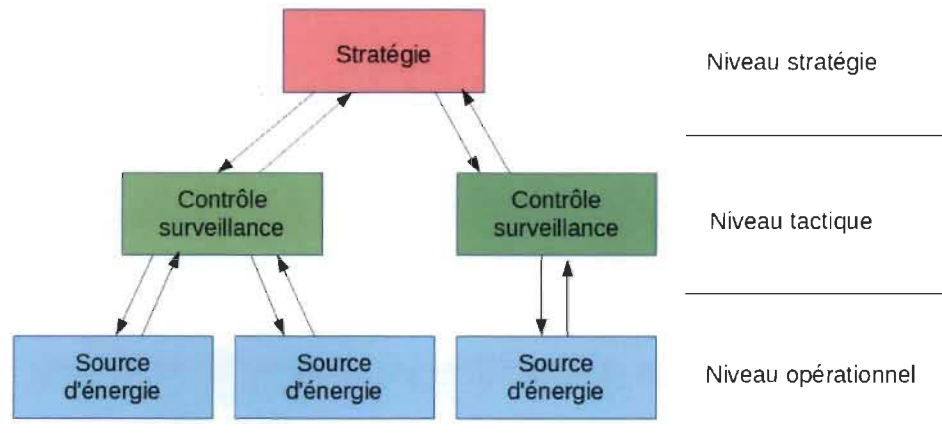 Stratégie
Niveau stratégie
Contrôle
surveillance
Contrôle
surveillance
Niveau tactique
Source
d'énergie
Source
d'énergie
Source
d'énergie
Niveau opérationnel